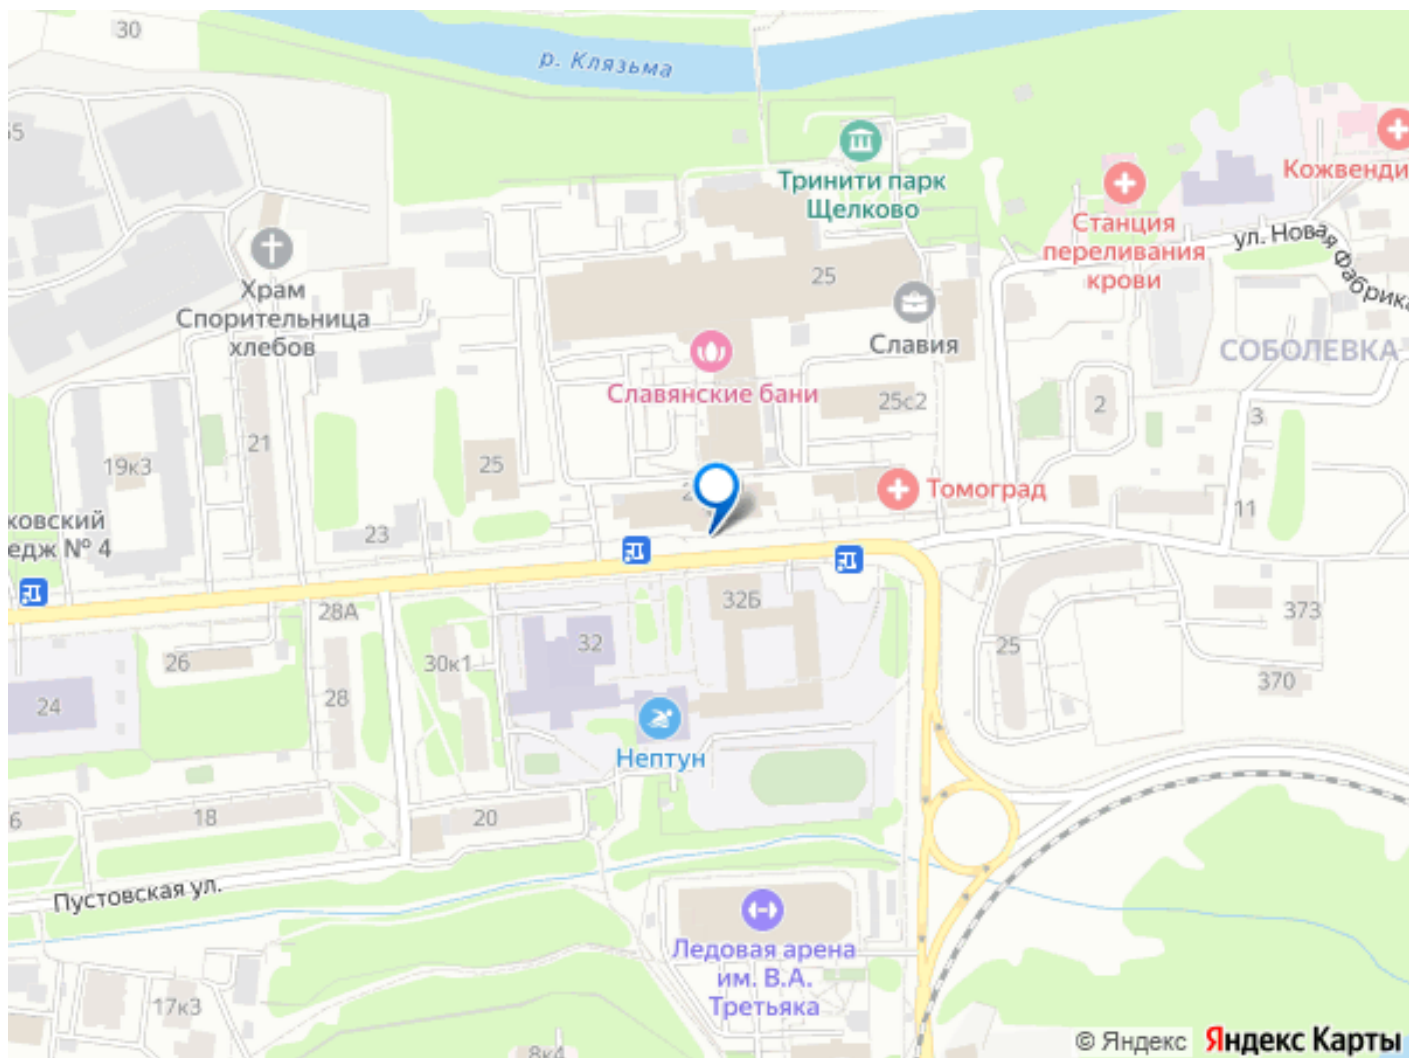 30
р. Клязьма
Тринити парк
Щелково
Кожвенди
Станция
переливания
крови
ул. Новая Фабрика
25
Храм
Спорительница
хлебов
Славия
СОБОЛЕВКА
Славянские бани
25с2
2
3
21
19к3
25
Томоград
11
ковский
едж № 4
23
32Б
28А
373
32
25
26
30к1
28
370
24
Нептун
18
20
6
Пустовская ул.
Ледовая арена
им. В.А.
Третьяка
17к3
8к4
© Яндекс
Яндекс Карты